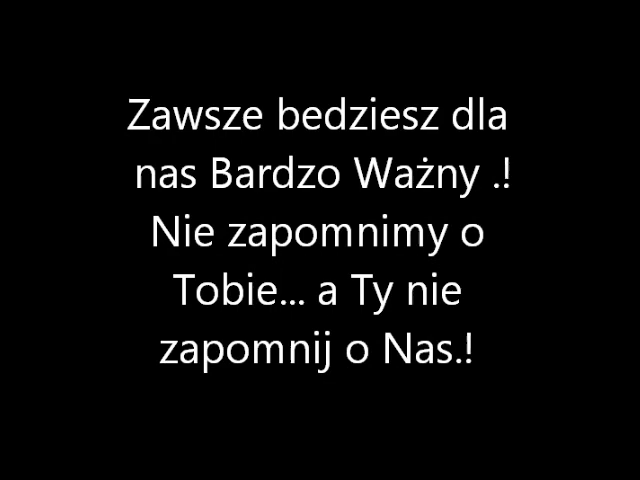 Zawsze bedziesz dla
nas Bardzo Ważny .!
Nie zapomnimy o
Tobie... a Ty nie
zapomnij o Nas.!